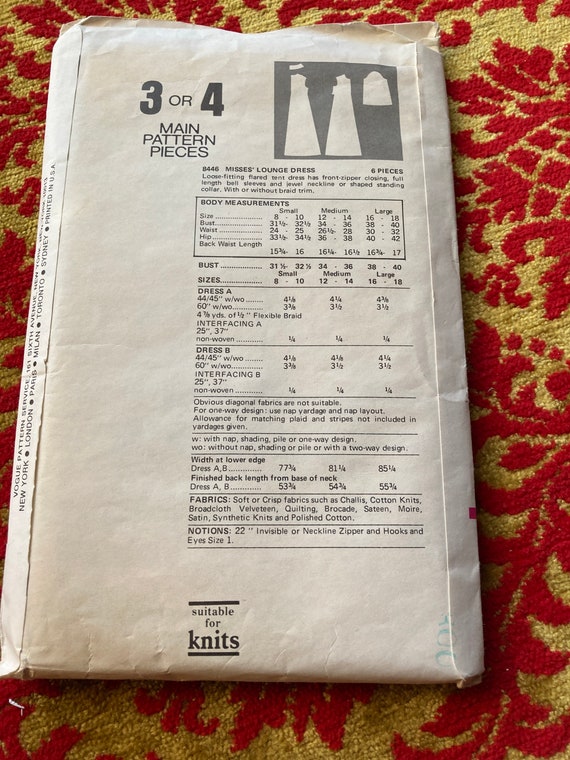 3 OR 4
MAIN
PATTERN
PIECES
8446 MISSES' LOUNGE DRESS 6 PIECES
Loose-fitting flared tent dress has front-zipper closing, full
length bell sleeves and jewel neckline or shaped standing
collar. With or without braid trim.
BODY MEASUREMENTS
Small Medium Large
Size 8 - 10 12 - 14 16 - 18
Bust 31½- 32½ 34 - 36 38 - 40
Waist 24 - 25 26½ - 28 30 - 32
Hip 33½- 34½ 36 - 38 40 - 42
Back Waist Length
15¾- 16 16¼- 16½ 16¾- 17
BUST 31½- 32½ 34 - 36 38 - 40
Small Medium Large
SIZES 8 - 10 12 - 14 16 - 18
DRESS A
44/45" w/wo 4⅛ 4¼ 4⅜
60" w/wo 3⅜ 3½ 3½
4⅞ yds. of ½" Flexible Braid
INTERFACING A
25", 37"
non-woven ¼ ¼ ¼
DRESS B
44/45" w/wo 4⅛ 4⅛ 4¼
60" w/wo 3⅜ 3½ 3½
INTERFACING B
25", 37"
non-woven ¼ ¼ ¼
Obvious diagonal fabrics are not suitable.
For one-way design: use nap yardage and nap layout.
Allowance for matching plaid and stripes not included in
yardages given.
w: with nap, shading, pile or one-way design.
wo: without nap, shading, pile or with a two-way design.
Width at lower edge
Dress A,B 77¾ 81¼ 85¼
Finished back length from base of neck
Dress A, B 53¾ 54¾ 55¾
FABRICS: Soft or Crisp fabrics such as Challis, Cotton Knits,
Broadcloth Velveteen, Quilting, Brocade, Sateen, Moire,
Satin, Synthetic Knits and Polished Cotton.
NOTIONS: 22" Invisible or Neckline Zipper and Hooks and
Eyes Size 1.
suitable
for
knits
VOGUE PATTERN SERVICE, 161 SIXTH AVENUE, NEW YORK, NEW YORK 10013
NEW YORK ● LONDON ● PARIS ● MILAN ● TORONTO ● SYDNEY ● PRINTED IN U.S.A.